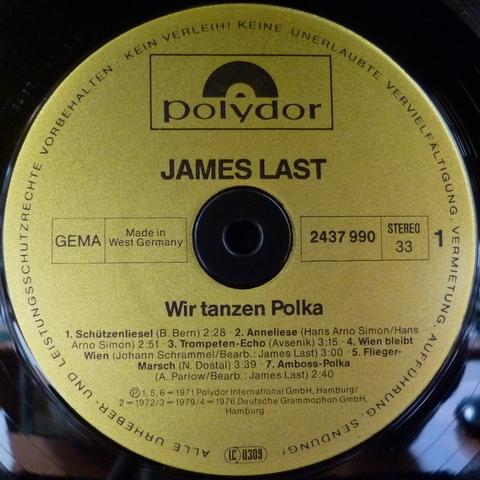 ALLE URHEBER- UND LEISTUNGSSCHUTZRECHTE VORBEHALTEN · KEIN VERLEIH! KEINE UNERLAUBTE VERVIELFÄLTIGUNG, VERMIETUNG, AUFFÜHRUNG, SENDUNG!
polydor
JAMES LAST
GEMA
Made in
West Germany
2437 990
STEREO
33
1
Wir tanzen Polka
1. Schützenliesel (B. Bern) 2:28 · 2. Anneliese (Hans Arno Simon/Hans
Arno Simon) 2:51 · 3. Trompeten-Echo (Avsenik) 3:15 · 4. Wien bleibt
Wien (Johann Schrammel/Bearb.: James Last) 3:00 · 5. Flieger-
Marsch (N. Dostal) 3:39 · 7. Amboss-Polka
(A. Parlow/Bearb.: James Last) 2:40
Ⓟ 1, 5, 6 – 1971 Polydor International GmbH, Hamburg/
2 – 1972/3 – 1979/4 – 1976 Deutsche Grammophon GmbH,
Hamburg
LC 0309